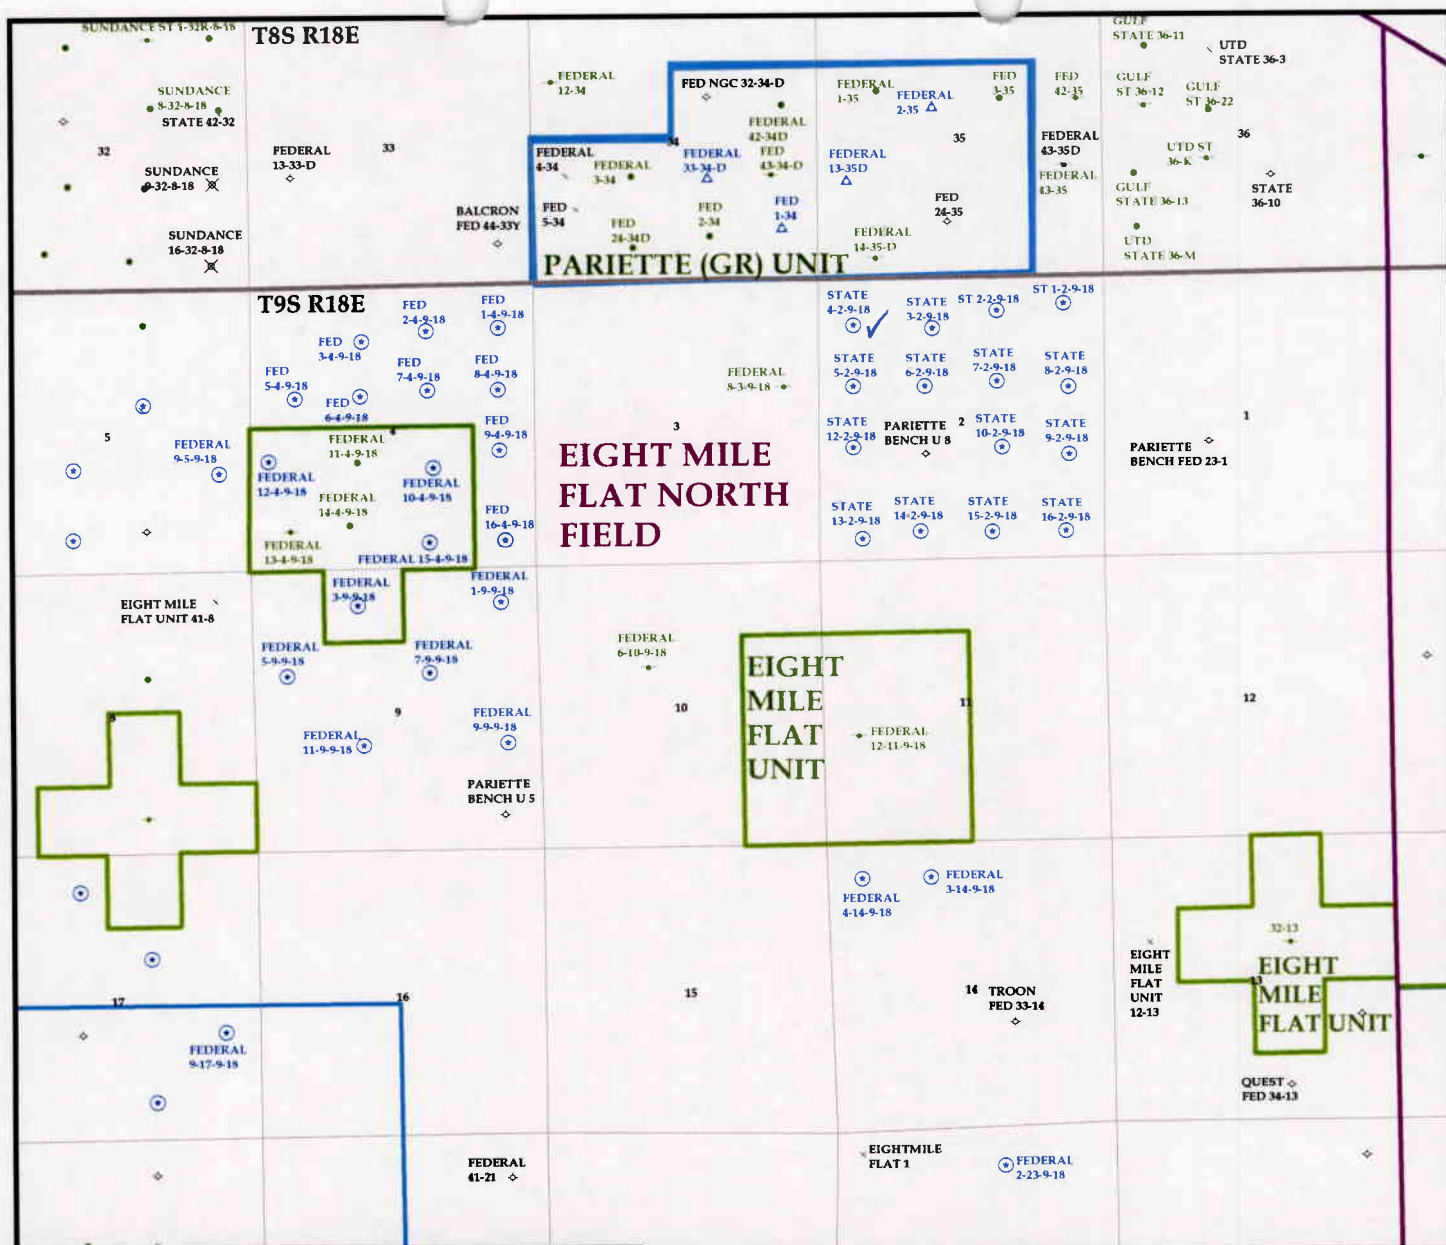 SUNDANCE ST 1-32R-8-18
T8S R18E
SUNDANCE
8-32-8-18
STATE 42-32
32
SUNDANCE
9-32-8-18
SUNDANCE
16-32-8-18
FEDERAL
13-33-D
33
BALCRON
FED 44-33Y
FEDERAL
12-34
FED NGC 32-34-D
FEDERAL
42-34D
34
FEDERAL
4-34
FEDERAL
3-34
FEDERAL
33-34-D
FED
43-34-D
FED
5-34
FED
24-34D
FED
2-34
FED
1-34
PARIETTE (GR) UNIT
FEDERAL
1-35
FEDERAL
2-35
FED
3-35
FED
42-35
35
FEDERAL
13-35D
FED
24-35
FEDERAL
14-35-D
FEDERAL
43-35D
FEDERAL
43-35
GULF
STATE 36-11
UTD
STATE 36-3
GULF
ST 36-12
GULF
ST 36-22
36
UTD ST
36-K
GULF
STATE 36-13
STATE
36-10
UTD
STATE 36-M
T9S R18E
FED
2-4-9-18
FED
1-4-9-18
FED
3-4-9-18
FED
5-4-9-18
FED
7-4-9-18
FED
8-4-9-18
FED
6-4-9-18
4
FED
9-4-9-18
5
FEDERAL
9-5-9-18
FEDERAL
11-4-9-18
FEDERAL
12-4-9-18
FEDERAL
10-4-9-18
FEDERAL
14-4-9-18
FED
16-4-9-18
FEDERAL
13-4-9-18
FEDERAL 15-4-9-18
FEDERAL
8-3-9-18
3
EIGHT MILE
FLAT NORTH
FIELD
STATE
4-2-9-18
STATE
3-2-9-18
ST 2-2-9-18
ST 1-2-9-18
STATE
5-2-9-18
STATE
6-2-9-18
STATE
7-2-9-18
STATE
8-2-9-18
STATE
12-2-9-18
PARIETTE
BENCH U 8
2
STATE
10-2-9-18
STATE
9-2-9-18
STATE
13-2-9-18
STATE
14-2-9-18
STATE
15-2-9-18
STATE
16-2-9-18
1
PARIETTE
BENCH FED 23-1
EIGHT MILE
FLAT UNIT 41-8
FEDERAL
3-9-9-18
FEDERAL
1-9-9-18
FEDERAL
5-9-9-18
FEDERAL
7-9-9-18
8
9
FEDERAL
11-9-9-18
FEDERAL
9-9-9-18
PARIETTE
BENCH U 5
FEDERAL
6-10-9-18
10
EIGHT
MILE
FLAT
UNIT
11
FEDERAL
12-11-9-18
12
FEDERAL
4-14-9-18
FEDERAL
3-14-9-18
17
16
15
14
TROON
FED 33-14
FEDERAL
9-17-9-18
EIGHT
MILE
FLAT
UNIT
12-13
32-13
13
EIGHT
MILE
FLAT UNIT
QUEST
FED 34-13
FEDERAL
41-21
EIGHTMILE
FLAT 1
FEDERAL
2-23-9-18